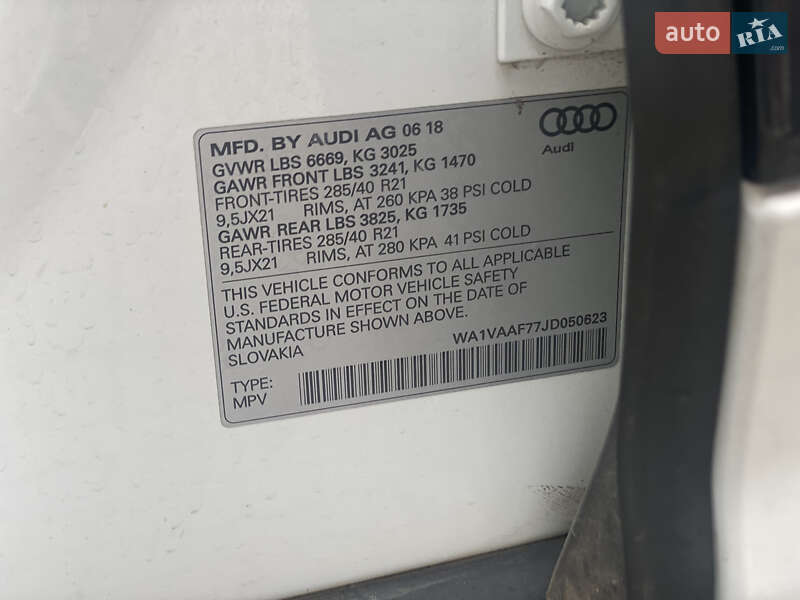 auto RIA
.com
MFD. BY AUDI AG 06 18
Audi
GVWR LBS 6669, KG 3025
GAWR FRONT LBS 3241, KG 1470
FRONT-TIRES 285/40 R21
9,5JX21 RIMS, AT 260 KPA 38 PSI COLD
GAWR REAR LBS 3825, KG 1735
REAR-TIRES 285/40 R21
9,5JX21 RIMS, AT 280 KPA 41 PSI COLD
THIS VEHICLE CONFORMS TO ALL APPLICABLE
U.S. FEDERAL MOTOR VEHICLE SAFETY
STANDARDS IN EFFECT ON THE DATE OF
MANUFACTURE SHOWN ABOVE.
SLOVAKIA WA1VAAF77JD050623
TYPE:
MPV